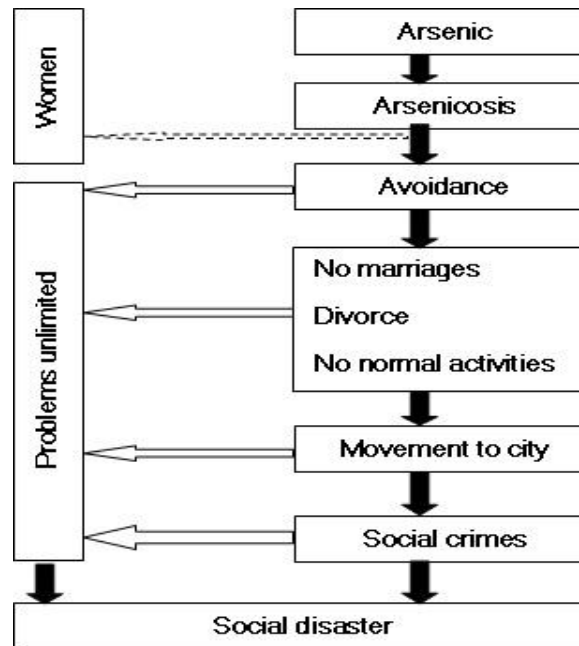 Women
Arsenic
Arsenicosis
Avoidance
Problems unlimited
No marriages
Divorce
No normal activities
Movement to city
Social crimes
Social disaster